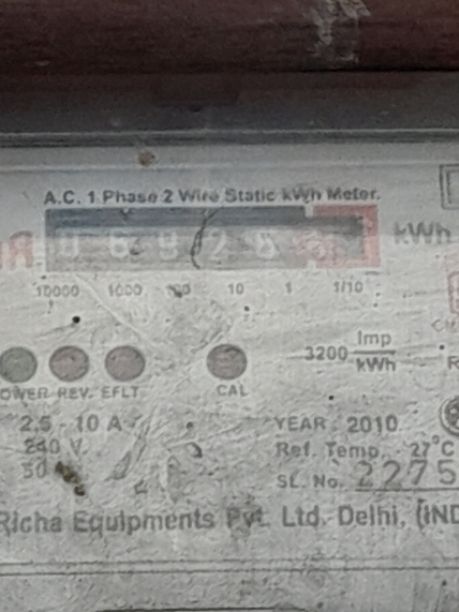 A.C. 1 Phase 2 Wire Static kWh Meter.
kWh
10000 1000 100 10 1 1/10
3200 Imp
kWh
REV. EFLT CAL
2.5 - 10 A
240 V
50
YEAR : 2010
Ref. Temp. - 27°C
SL. No. 2275
Richa Equipments Pvt. Ltd. Delhi, (IND